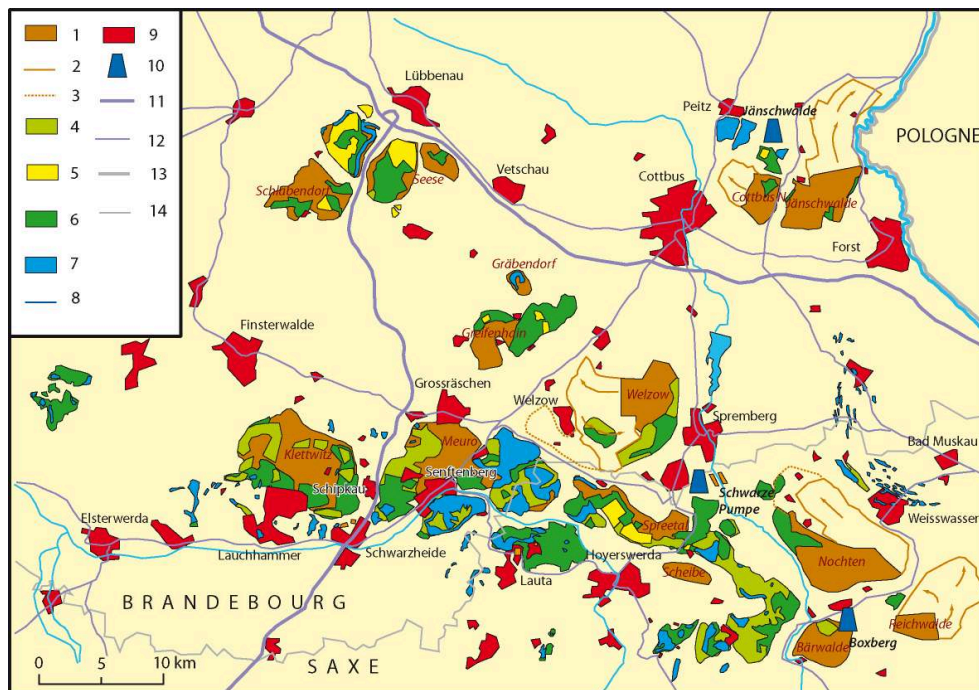 1
2
3
4
5
6
7
8
9
10
11
12
13
14
Lübbenau
Peitz
Jänschwalde
POLOGNE
Schlabendorf
Seese
Vetschau
Cottbus
Cottbus N.
Jänschwalde
Forst
Gräbendorf
Greifenhain
Finsterwalde
Grossräschen
Welzow
Welzow
Spremberg
Bad Muskau
Klettwitz
Meuro
Senftenberg
Schipkau
Schwarze
Pumpe
Weisswasser
Elsterwerda
Spreetal
Lauchhammer
Schwarzheide
Hoyerswerda
Nochten
Scheibe
Lauta
BRANDEBOURG
Reichwalde
Bärwalde
Boxberg
SAXE
0 5 10 km